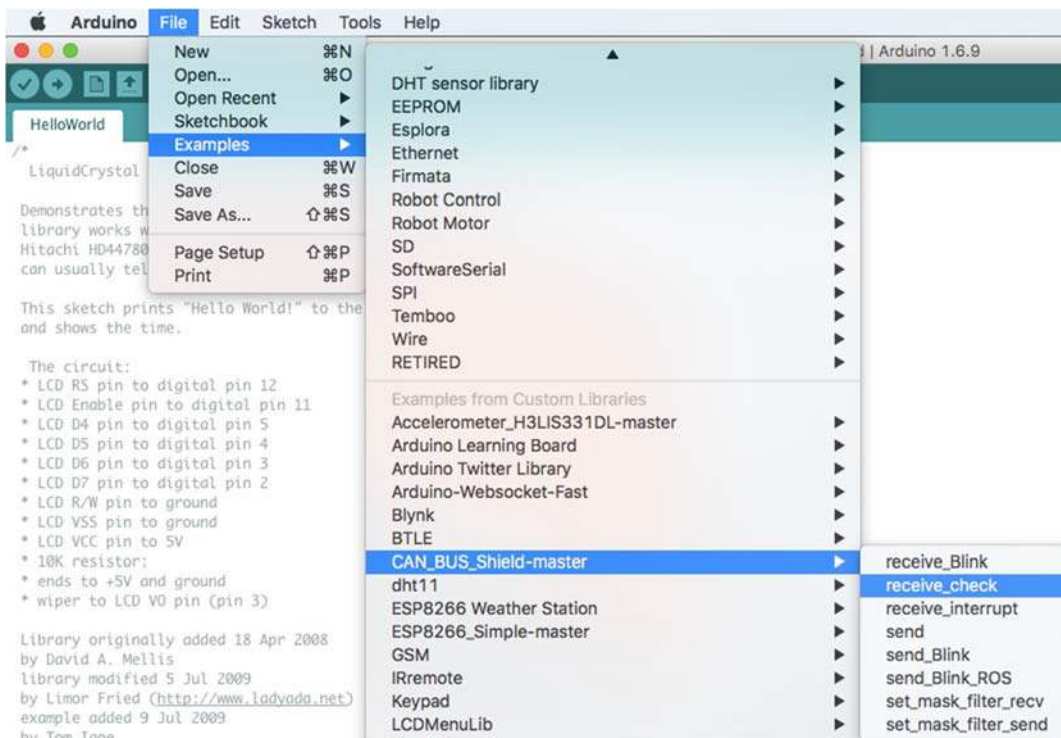 Arduino File Edit Sketch Tools Help
| Arduino 1.6.9
HelloWorld
New ⌘N
Open... ⌘O
Open Recent ▶
Sketchbook ▶
Examples ▶
Close ⌘W
Save ⌘S
Save As... ⇧⌘S
Page Setup ⇧⌘P
Print ⌘P
/*
LiquidCrystal
Demonstrates th
library works w
Hitachi HD44780
can usually tel
This sketch prints "Hello World!" to the
and shows the time.
The circuit:
* LCD RS pin to digital pin 12
* LCD Enable pin to digital pin 11
* LCD D4 pin to digital pin 5
* LCD D5 pin to digital pin 4
* LCD D6 pin to digital pin 3
* LCD D7 pin to digital pin 2
* LCD R/W pin to ground
* LCD VSS pin to ground
* LCD VCC pin to 5V
* 10K resistor:
* ends to +5V and ground
* wiper to LCD VO pin (pin 3)
Library originally added 18 Apr 2008
by David A. Mellis
library modified 5 Jul 2009
by Limor Fried (http://www.ladyada.net)
example added 9 Jul 2009
by Tom
DHT sensor library ▶
EEPROM ▶
Esplora ▶
Ethernet ▶
Firmata ▶
Robot Control ▶
Robot Motor ▶
SD ▶
SoftwareSerial ▶
SPI ▶
Temboo ▶
Wire ▶
RETIRED ▶
Examples from Custom Libraries
Accelerometer_H3LIS331DL-master ▶
Arduino Learning Board ▶
Arduino Twitter Library ▶
Arduino-Websocket-Fast ▶
Blynk ▶
BTLE ▶
CAN_BUS_Shield-master ▶
dht11 ▶
ESP8266 Weather Station ▶
ESP8266_Simple-master ▶
GSM ▶
IRremote ▶
Keypad ▶
LCDMenuLib ▶
receive_Blink
receive_check
receive_interrupt
send
send_Blink
send_Blink_ROS
set_mask_filter_recv
set_mask_filter_send